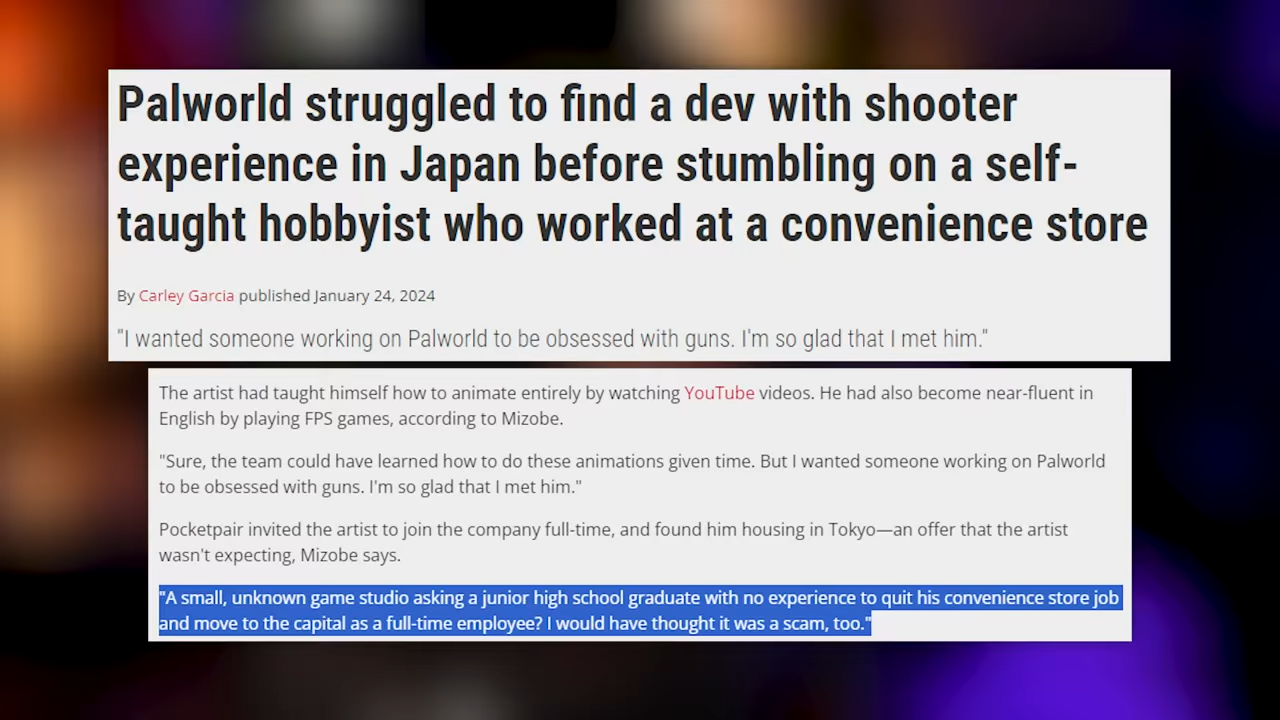 Palworld struggled to find a dev with shooter
experience in Japan before stumbling on a self-
taught hobbyist who worked at a convenience store
By Carley Garcia published January 24, 2024
"I wanted someone working on Palworld to be obsessed with guns. I'm so glad that I met him."
The artist had taught himself how to animate entirely by watching YouTube videos. He had also become near-fluent in
English by playing FPS games, according to Mizobe.
"Sure, the team could have learned how to do these animations given time. But I wanted someone working on Palworld
to be obsessed with guns. I'm so glad that I met him."
Pocketpair invited the artist to join the company full-time, and found him housing in Tokyo—an offer that the artist
wasn't expecting, Mizobe says.
"A small, unknown game studio asking a junior high school graduate with no experience to quit his convenience store job
and move to the capital as a full-time employee? I would have thought it was a scam, too."